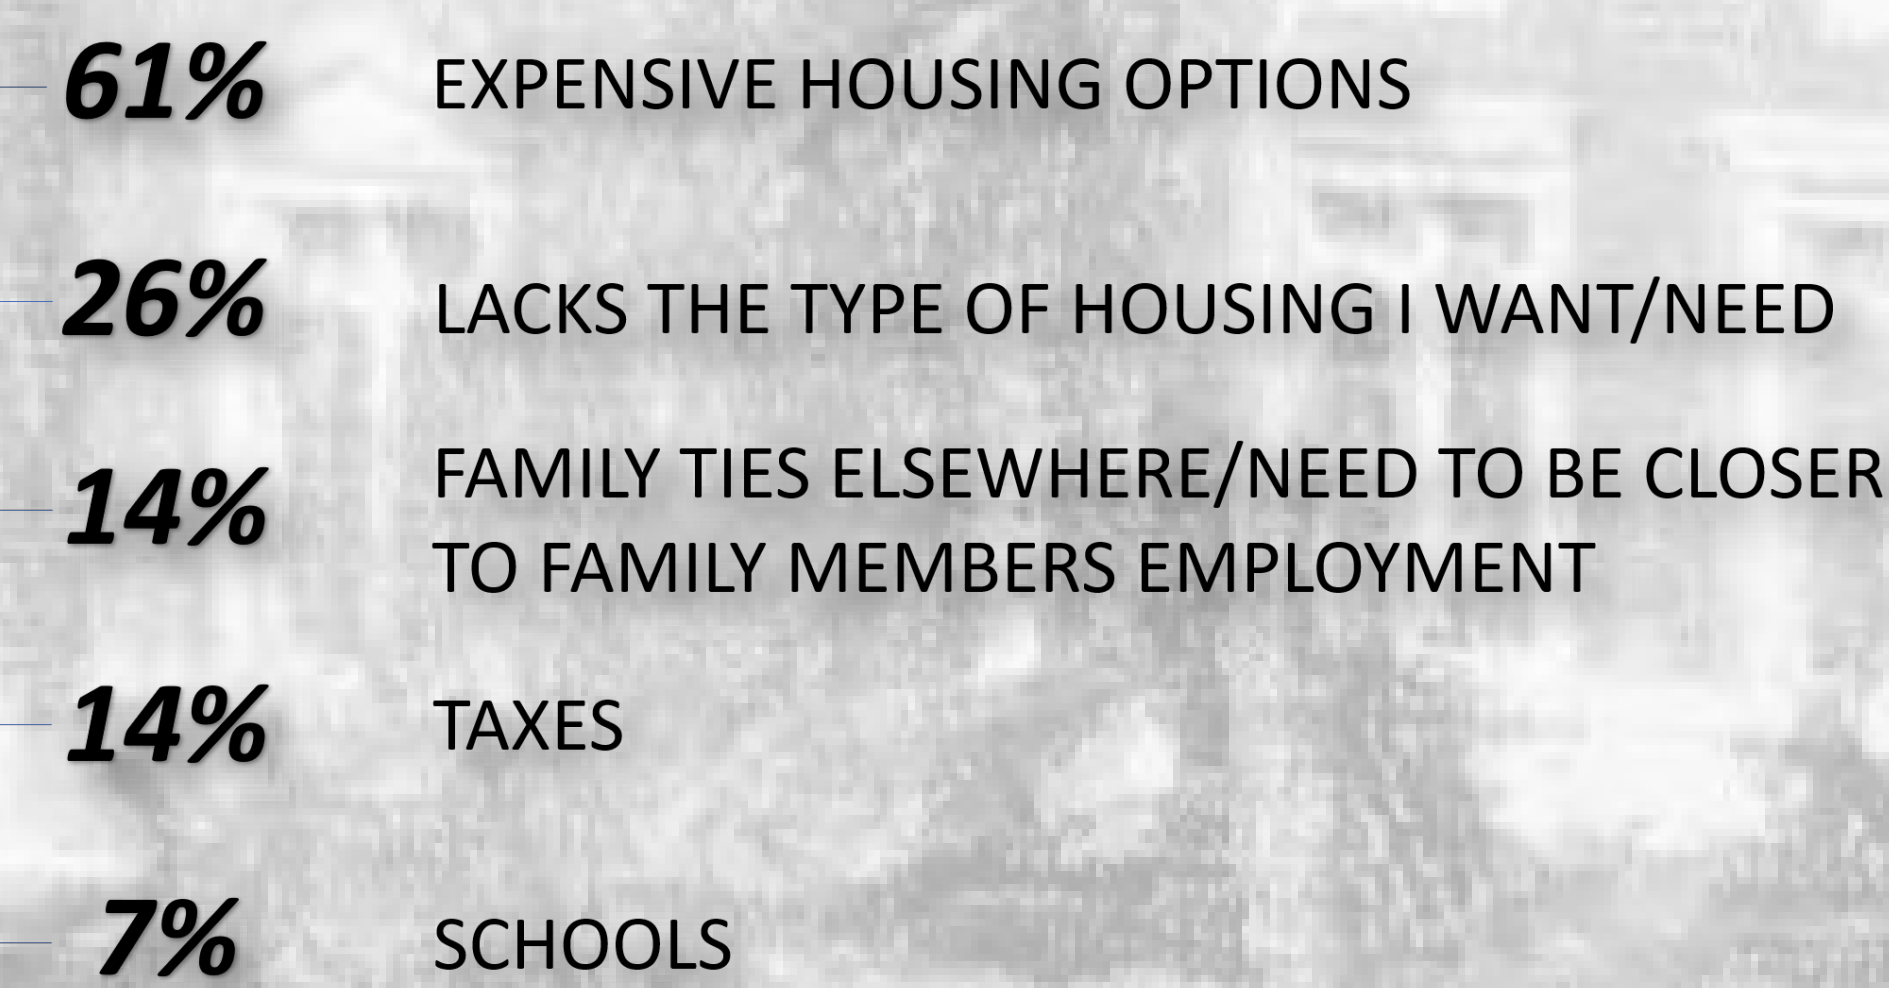 61% EXPENSIVE HOUSING OPTIONS
26% LACKS THE TYPE OF HOUSING I WANT/NEED
14% FAMILY TIES ELSEWHERE/NEED TO BE CLOSER
TO FAMILY MEMBERS EMPLOYMENT
14% TAXES
7% SCHOOLS